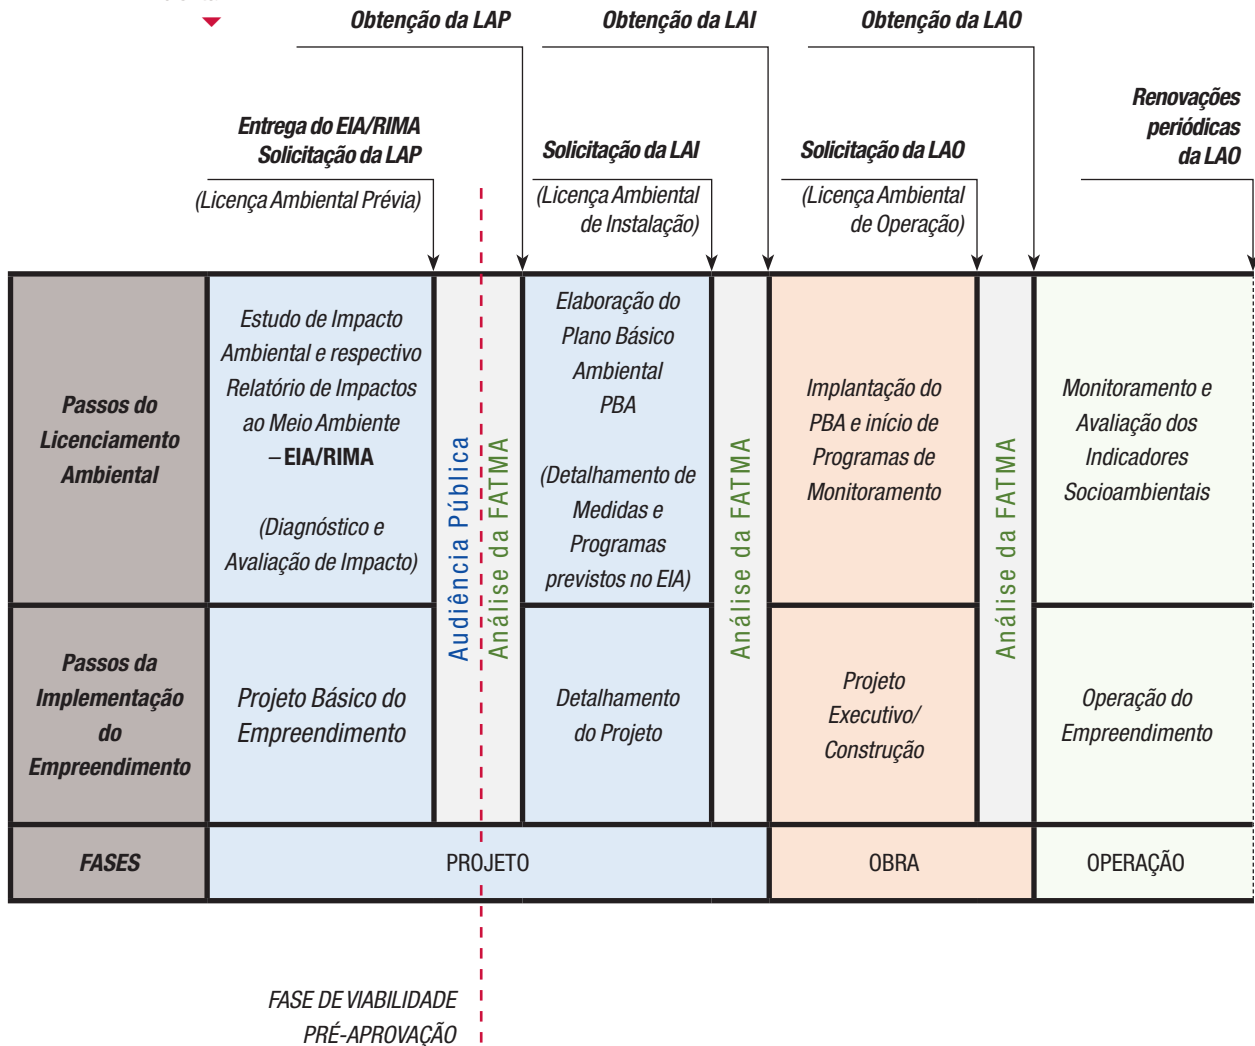 Obtenção da LAP
Obtenção da LAI
Obtenção da LAO
Entrega do EIA/RIMA
Solicitação da LAP
(Licença Ambiental Prévia)
Solicitação da LAI
(Licença Ambiental
de Instalação)
Solicitação da LAO
(Licença Ambiental
de Operação)
Renovações
periódicas
da LAO
Passos do
Licenciamento
Ambiental
Estudo de Impacto
Ambiental e respectivo
Relatório de Impactos
ao Meio Ambiente
– EIA/RIMA
(Diagnóstico e
Avaliação de Impacto)
Audiência Pública
Análise da FATMA
Elaboração do
Plano Básico
Ambiental
PBA
(Detalhamento de
Medidas e
Programas
previstos no EIA)
Análise da FATMA
Implantação do
PBA e início de
Programas de
Monitoramento
Análise da FATMA
Monitoramento e
Avaliação dos
Indicadores
Socioambientais
Passos da
Implementação
do
Empreendimento
Projeto Básico do
Empreendimento
Detalhamento
do Projeto
Projeto
Executivo/
Construção
Operação do
Empreendimento
FASES
PROJETO
OBRA
OPERAÇÃO
FASE DE VIABILIDADE
PRÉ-APROVAÇÃO